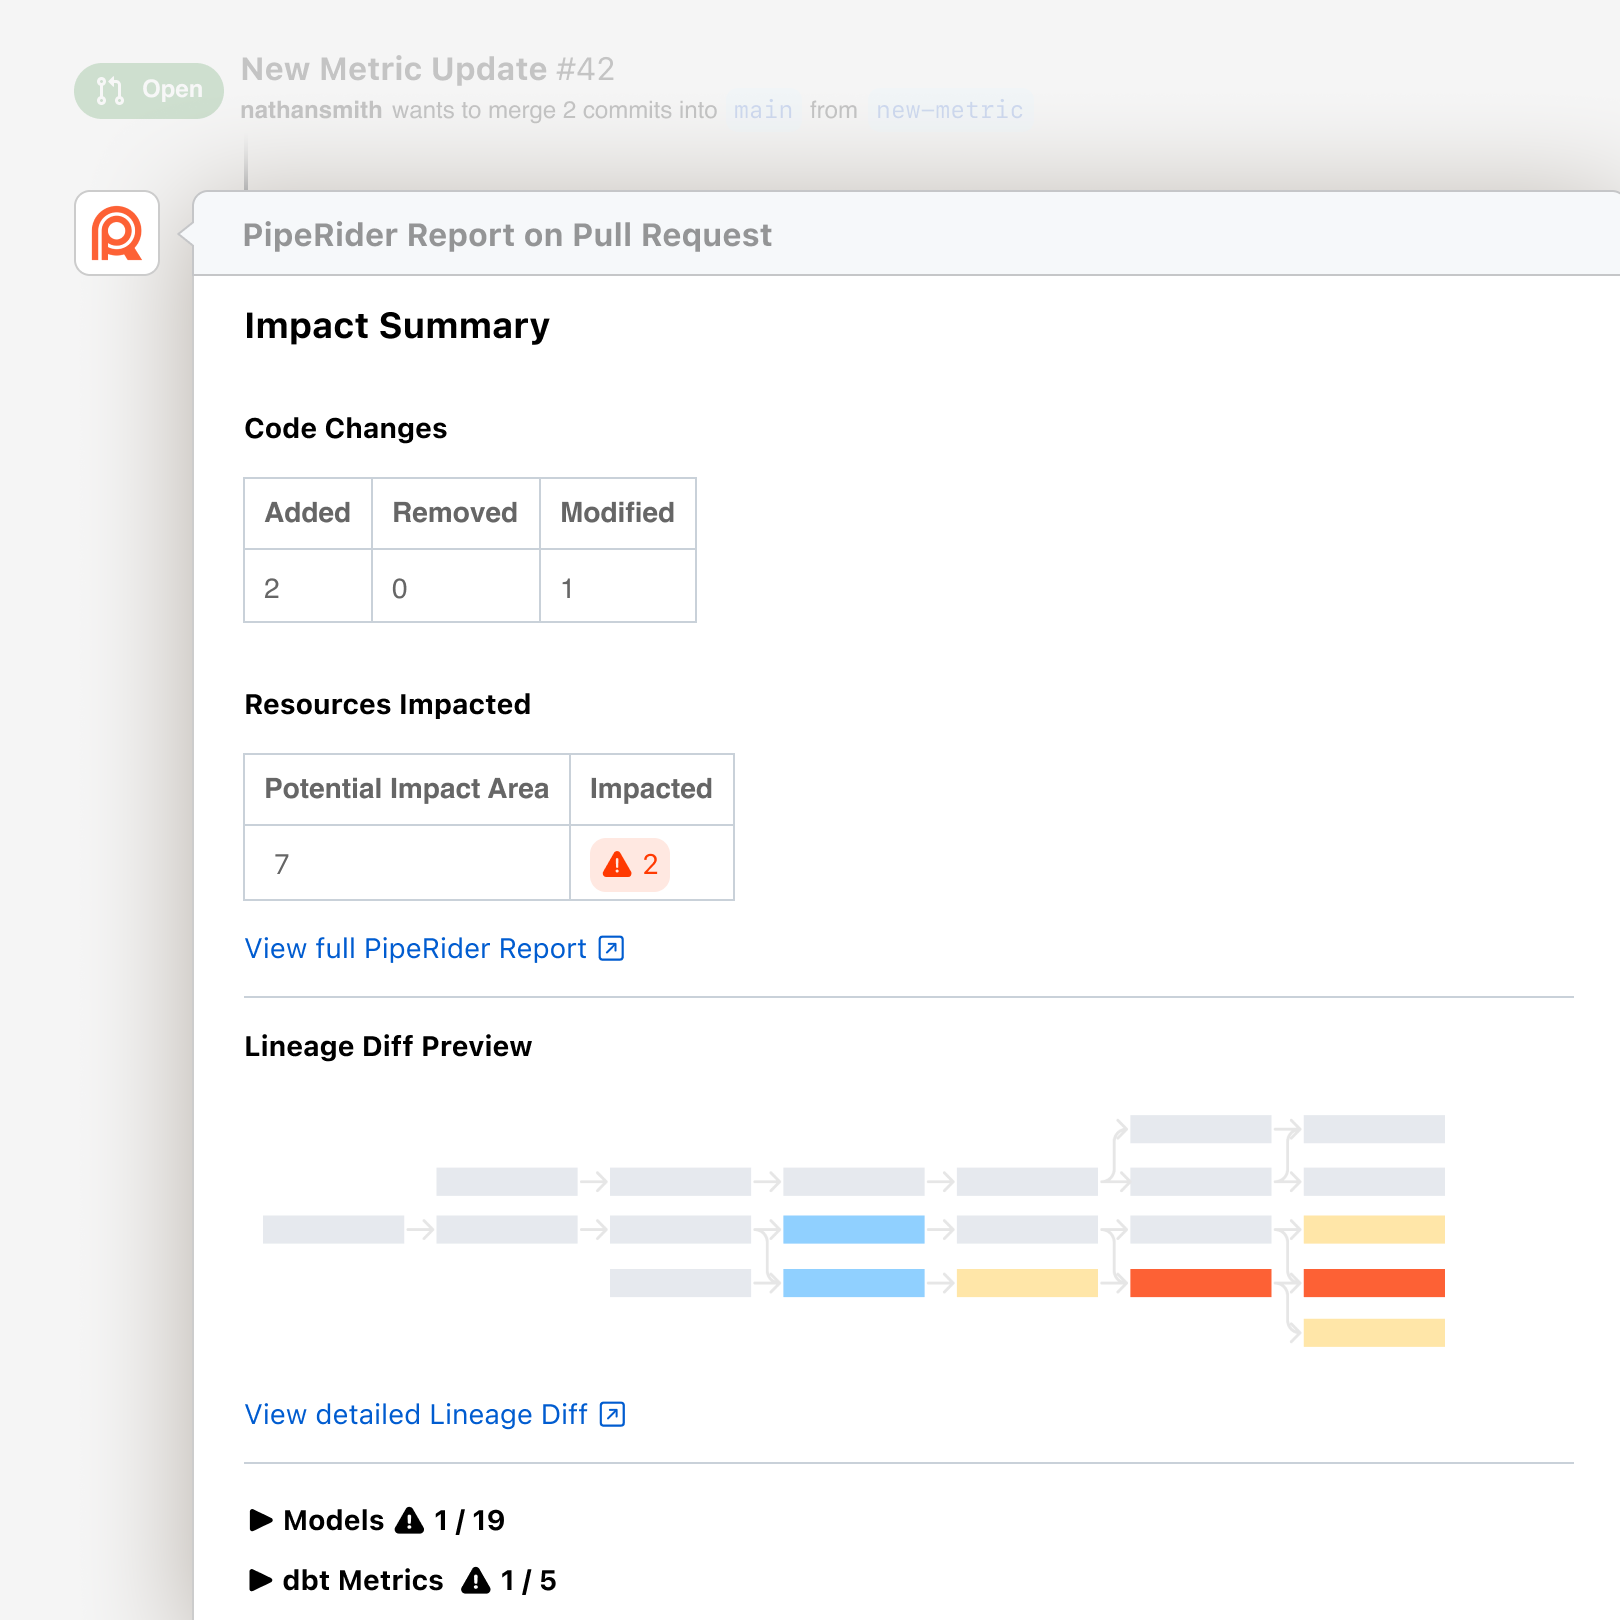 Open
New Metric Update #42
nathansmith wants to merge 2 commits into main from new-metric
PipeRider Report on Pull Request
Impact Summary
Code Changes
Added Removed Modified
2 0 1
Resources Impacted
Potential Impact Area Impacted
7 2
View full PipeRider Report
Lineage Diff Preview
View detailed Lineage Diff
Models 1 / 19
dbt Metrics 1 / 5